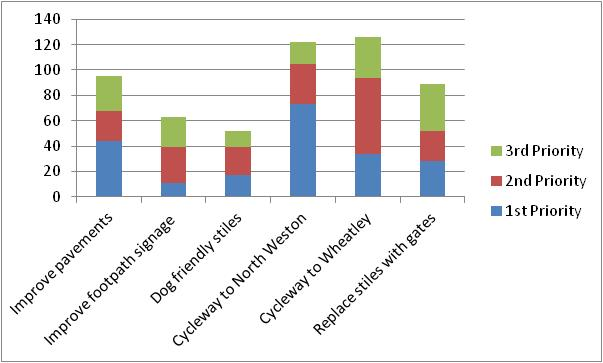 140
120
100
80
60
40
20
0
3rd Priority
2nd Priority
1st Priority
Improve pavements
Improve footpath signage
Dog friendly stiles
Cycleway to North Weston
Cycleway to Wheatley
Replace stiles with gates